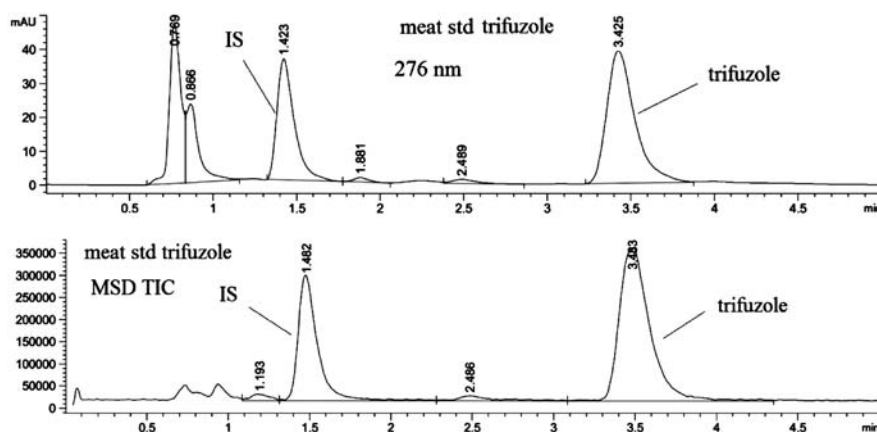 mAU
meat std trifuzole
276 nm
IS
trifuzole
0.769
0.866
1.423
1.881
2.489
3.425
40
30
20
10
0
0.5 1 1.5 2 2.5 3 3.5 4 4.5 min
meat std trifuzole
MSD TIC
IS
trifuzole
1.193
1.482
2.486
350000
300000
250000
200000
150000
100000
50000
0
0.5 1 1.5 2 2.5 3 3.5 4 4.5 min